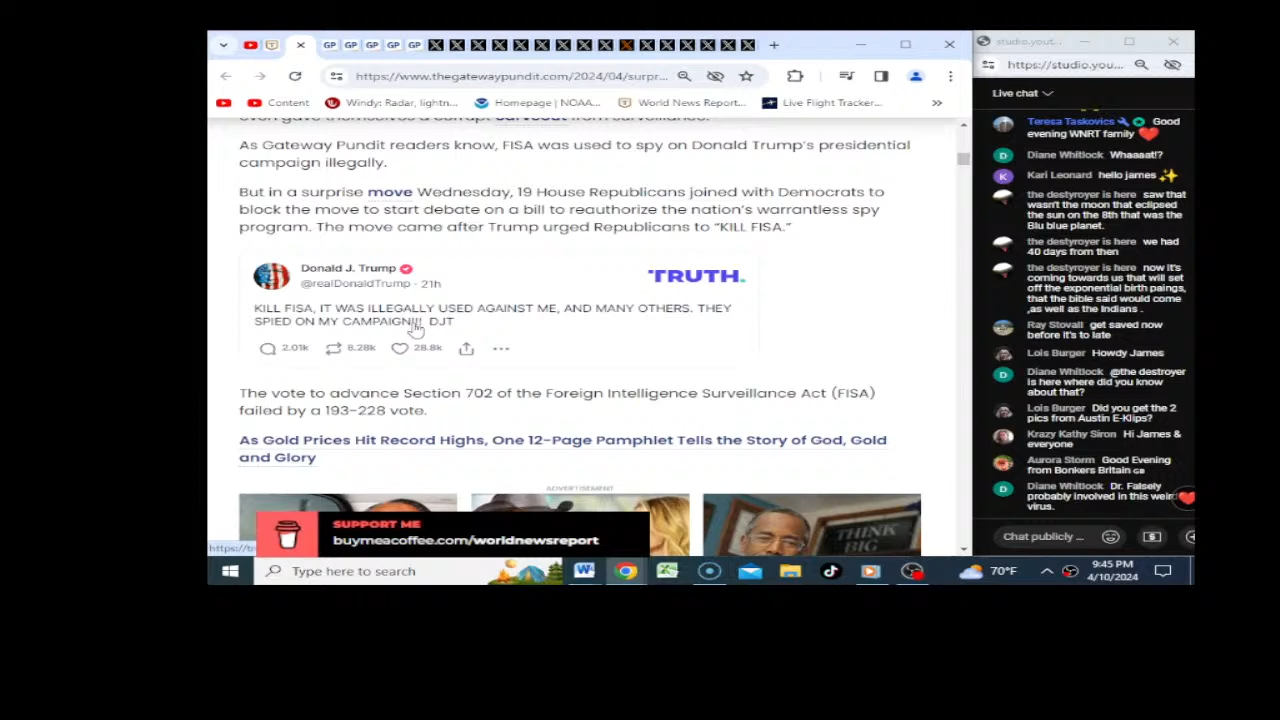 https://www.thegatewaypundit.com/2024/04/surpr...
Content
Windy: Radar, lightn...
Homepage | NOAA...
World News Report...
Live Flight Tracker...
even gave themselves a corrupt carveout from surveillance.
As Gateway Pundit readers know, FISA was used to spy on Donald Trump's presidential
campaign illegally.
But in a surprise move Wednesday, 19 House Republicans joined with Democrats to
block the move to start debate on a bill to reauthorize the nation's warrantless spy
program. The move came after Trump urged Republicans to "KILL FISA."
Donald J. Trump
@realDonaldTrump · 21h
TRUTH.
KILL FISA, IT WAS ILLEGALLY USED AGAINST ME, AND MANY OTHERS. THEY
SPIED ON MY CAMPAIGN!!! DJT
2.01k
8.28k
28.8k
The vote to advance Section 702 of the Foreign Intelligence Surveillance Act (FISA)
failed by a 193-228 vote.
As Gold Prices Hit Record Highs, One 12-Page Pamphlet Tells the Story of God, Gold
and Glory
ADVERTISEMENT
THINK
BIG
SUPPORT ME
buymeacoffee.com/worldnewsreport
Type here to search
70°F
9:45 PM
4/10/2024
studio.yout...
https://studio.you...
Live chat
Teresa Taskovics Good
evening WNRT family
Diane Whitlock Whaaaat!?
Kari Leonard hello james
the destyroyer is here saw that
wasn't the moon that eclipsed
the sun on the 8th that was the
Blu blue planet.
the destyroyer is here we had
40 days from then
the destyroyer is here now it's
coming towards us that will set
off the exponential birth paings,
that the bible said would come
,as well as the Indians .
Ray Stovall get saved now
before it's to late
Lois Burger Howdy James
Diane Whitlock @the destroyer
is here where did you know
about that?
Lois Burger Did you get the 2
pics from Austin E-Klips?
Krazy Kathy Siron Hi James &
everyone
Aurora Storm Good Evening
from Bonkers Britain GB
Diane Whitlock Dr. Falsely
probably involved in this weird
virus.
Chat publicly ...